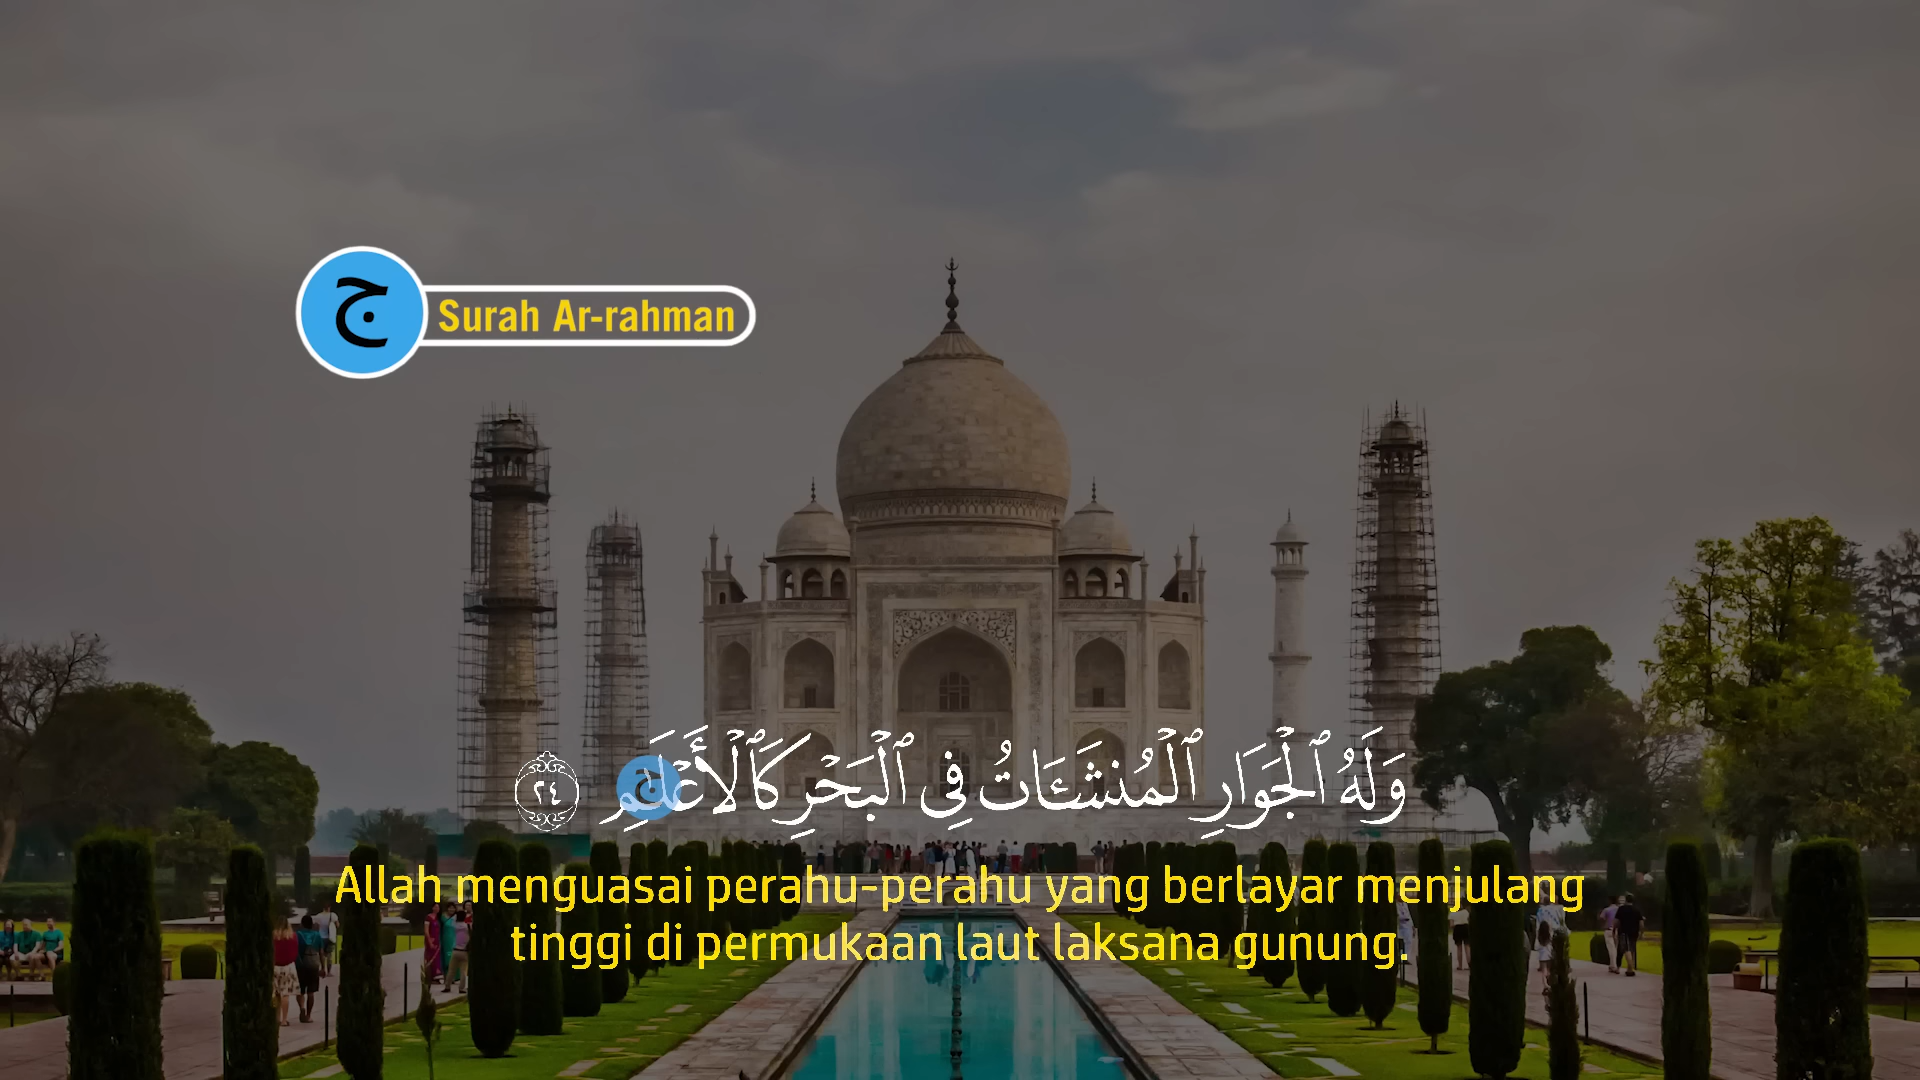 ج
Surah Ar-rahman
وَلَهُ ٱلْجَوَارِ ٱلْمُنشَـَٔاتُ فِى ٱلْبَحْرِ كَٱلْأَعْلَـٰمِ ٢٤
ج
Allah menguasai perahu-perahu yang berlayar menjulang
tinggi di permukaan laut laksana gunung.